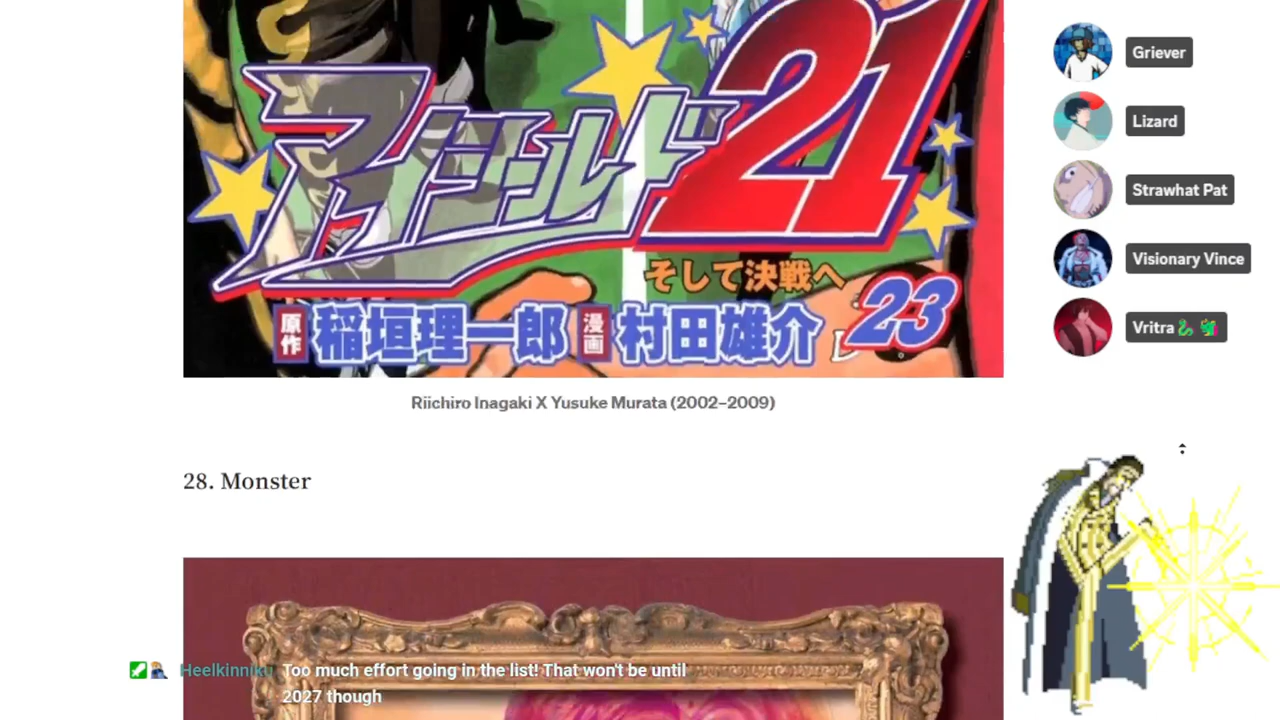 アイシールド21
そして決戦へ
23
原作 稲垣理一郎 漫画 村田雄介
Riichiro Inagaki X Yusuke Murata (2002–2009)
28. Monster
Heelkinniku Too much effort going in the list! That won't be until
2027 though
Griever
Lizard
Strawhat Pat
Visionary Vince
Vritra